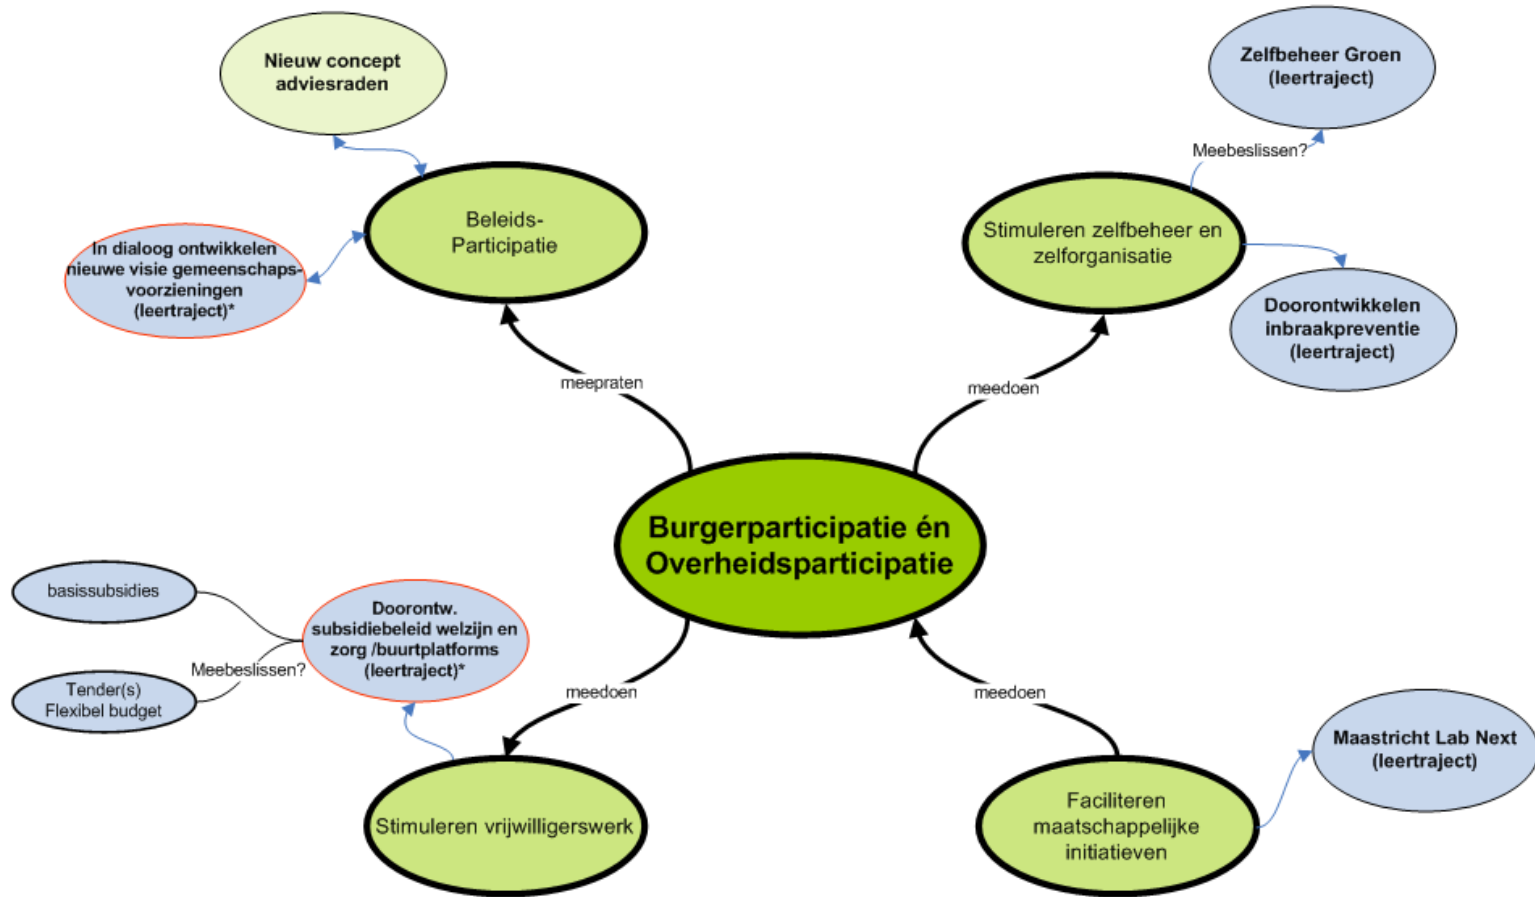 Nieuw concept
adviesraden
Zelfbeheer Groen
(leertraject)
Meebeslissen?
Beleids-
Participatie
Stimuleren zelfbeheer en
zelforganisatie
In dialoog ontwikkelen
nieuwe visie gemeenschaps-
voorzieningen
(leertraject)*
Doorontwikkelen
inbraakpreventie
(leertraject)
meepraten
meedoen
Burgerparticipatie én
Overheidsparticipatie
basissubsidies
Doorontw.
subsidiebeleid welzijn en
zorg /buurtplatforms
(leertraject)*
Meebeslissen?
Tender(s)
Flexibel budget
meedoen
meedoen
Maastricht Lab Next
(leertraject)
Stimuleren vrijwilligerswerk
Faciliteren
maatschappelijke
initiatieven